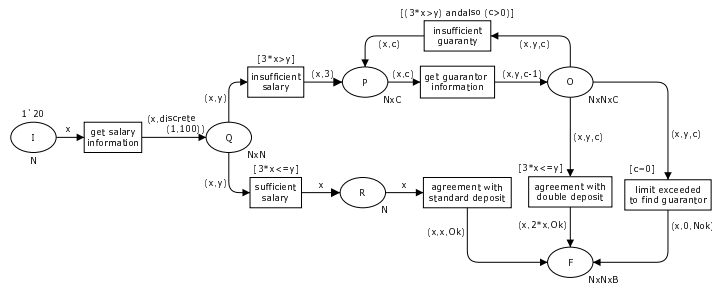 [(3*x>y) andalso (c>0)]
insufficient
guaranty
(x,c)
(x,y,c)
[3*x>y]
insufficient
salary
(x,3)
P
NxC
(x,c)
get guarantor
information
(x,y,c-1)
O
NxNxC
1`20
I
N
x
get salary
information
(x,discrete
(1,100))
(x,y)
Q
NxN
(x,y)
(x,y,c)
(x,y,c)
[3*x<=y]
sufficient
salary
x
R
N
x
agreement with
standard deposit
[3*x<=y]
agreement with
double deposit
[c=0]
limit exceeded
to find guarantor
(x,x,Ok)
(x,2*x,Ok)
(x,0,Nok)
F
NxNxB